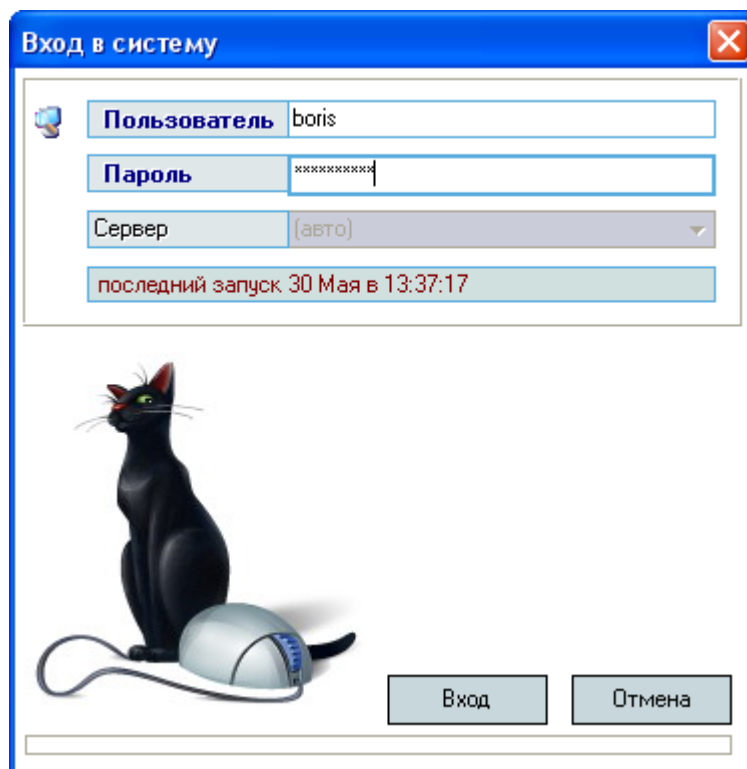 Вход в систему
Пользователь boris
Пароль **********
Сервер (авто)
последний запуск 30 Мая в 13:37:17
Вход Отмена